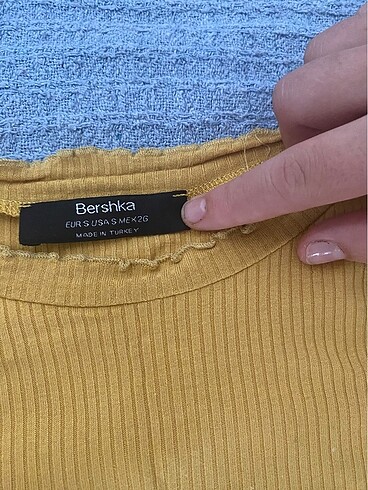 Bershka
EUR S USA S MEX 26
MADE IN TURKEY